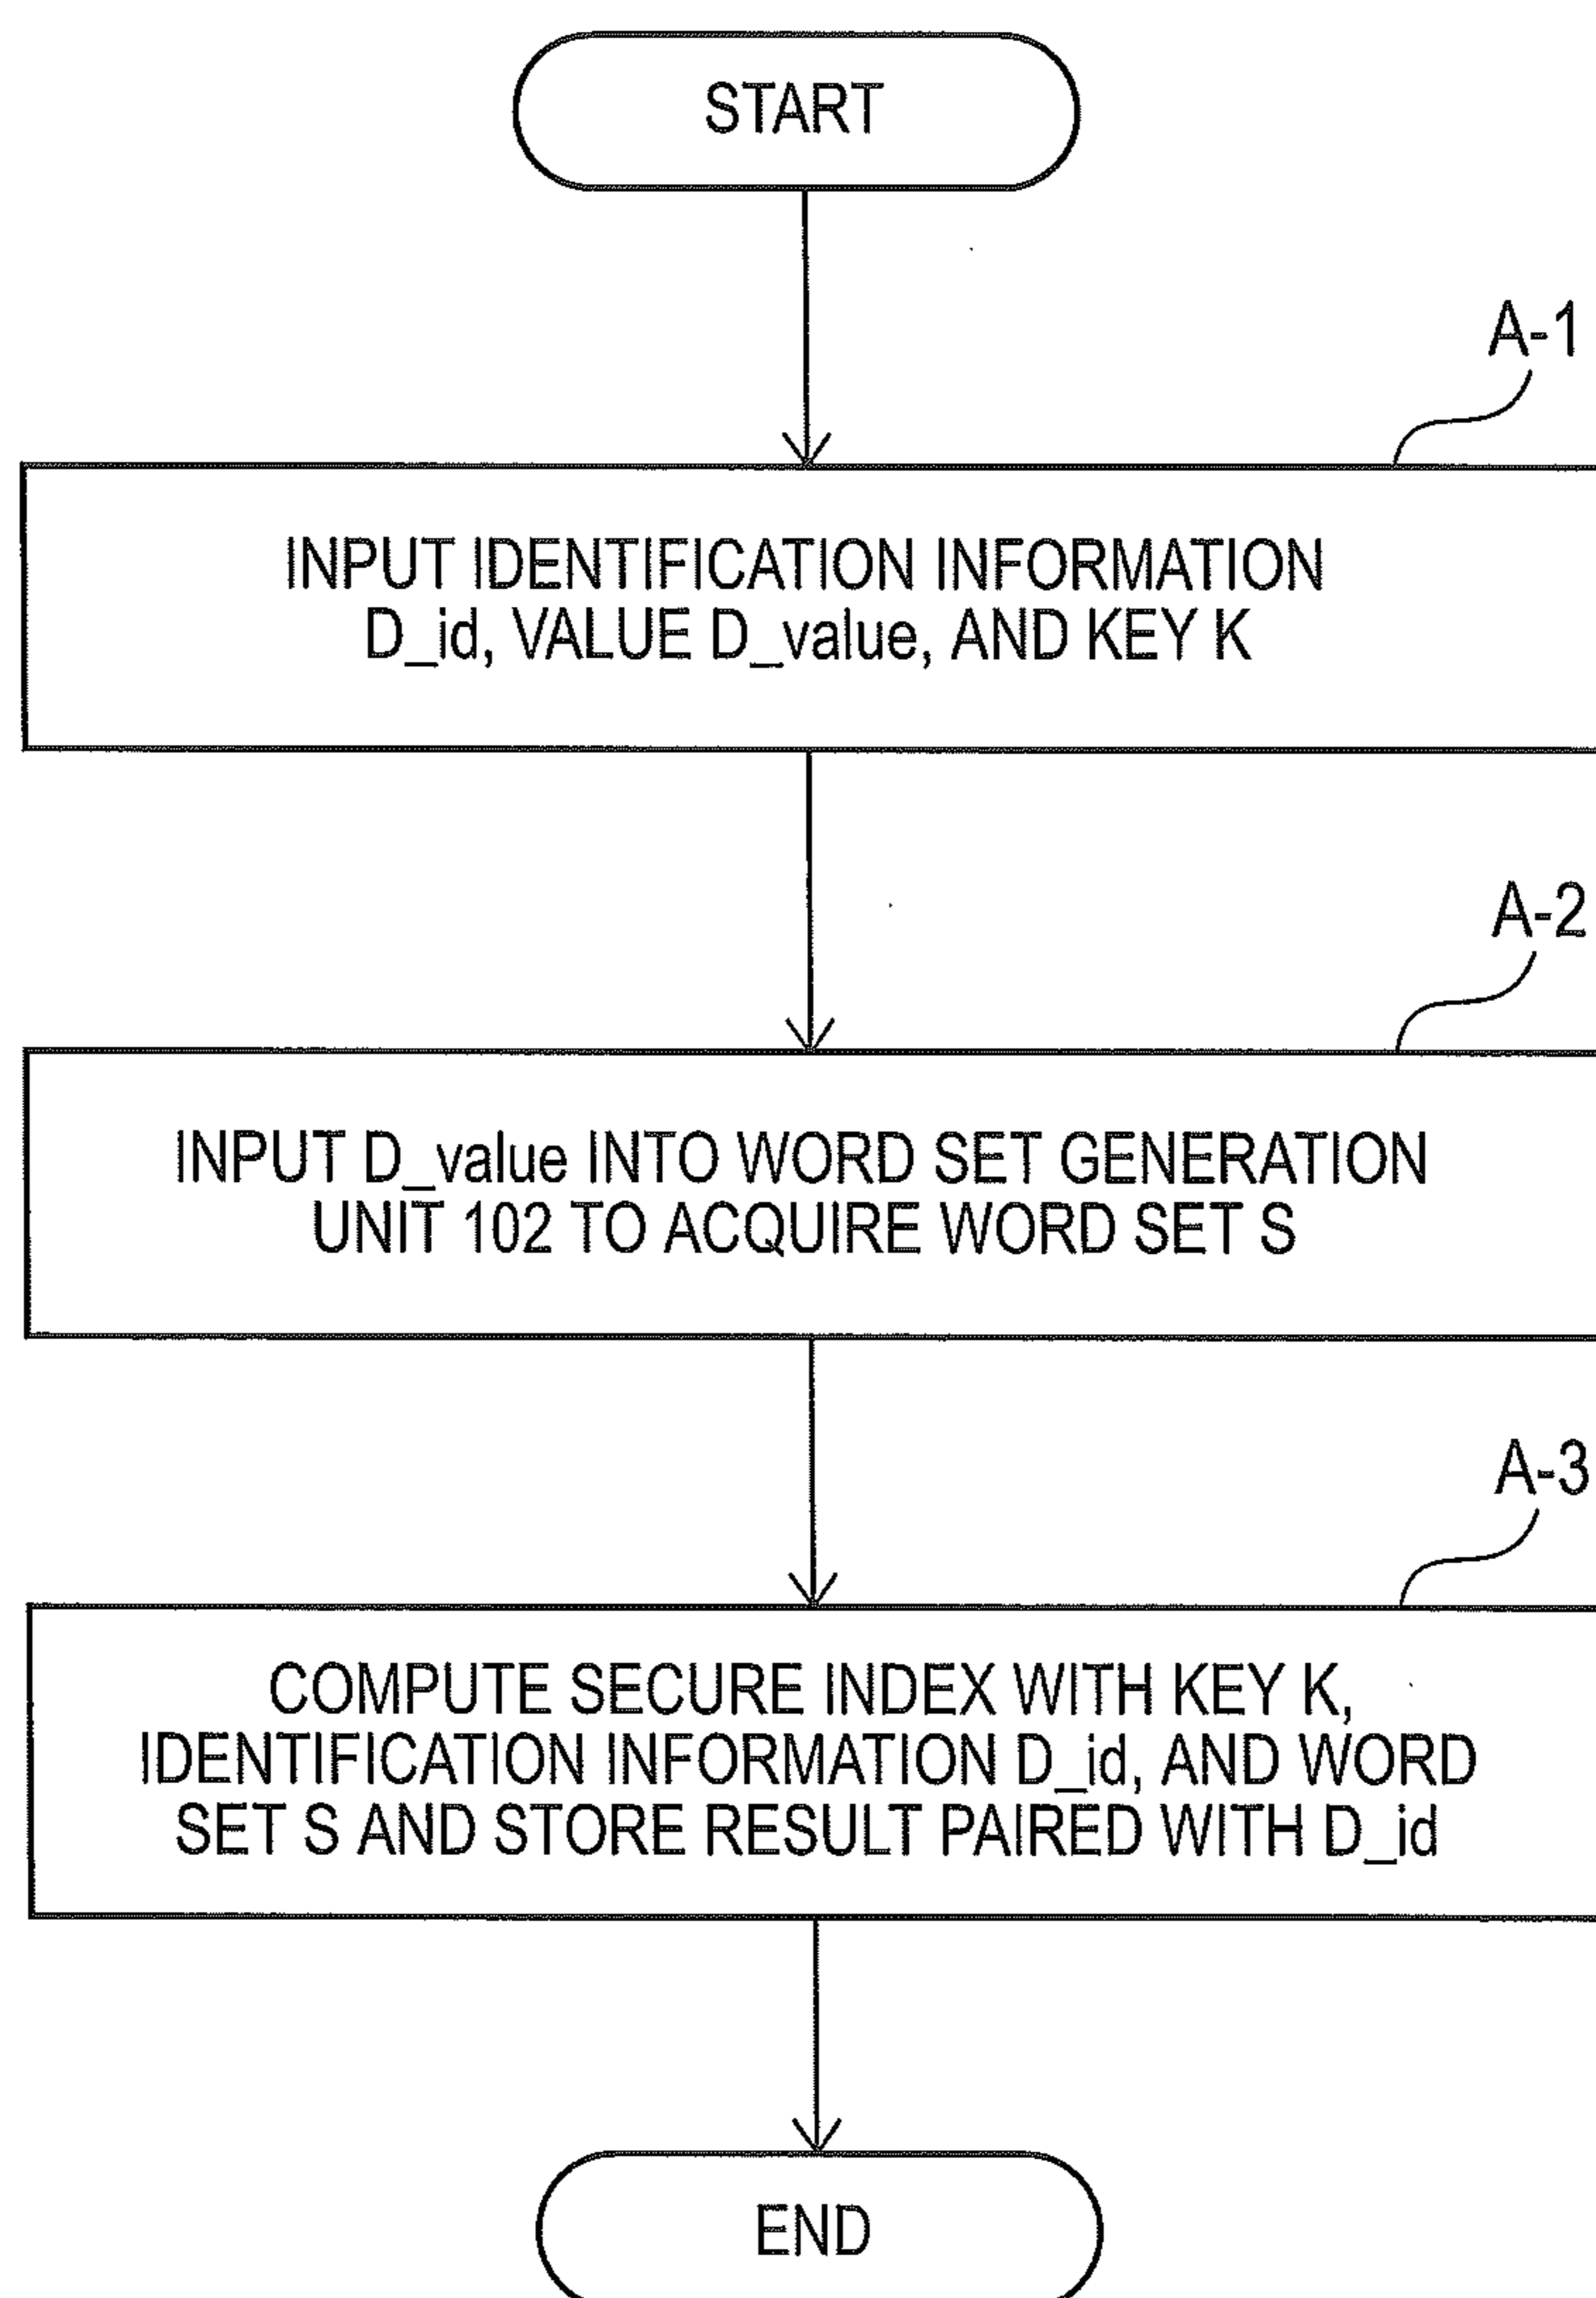 START
A-1
INPUT IDENTIFICATION INFORMATION
D_id, VALUE D_value, AND KEY K
A-2
INPUT D_value INTO WORD SET GENERATION
UNIT 102 TO ACQUIRE WORD SET S
A-3
COMPUTE SECURE INDEX WITH KEY K,
IDENTIFICATION INFORMATION D_id, AND WORD
SET S AND STORE RESULT PAIRED WITH D_id
END